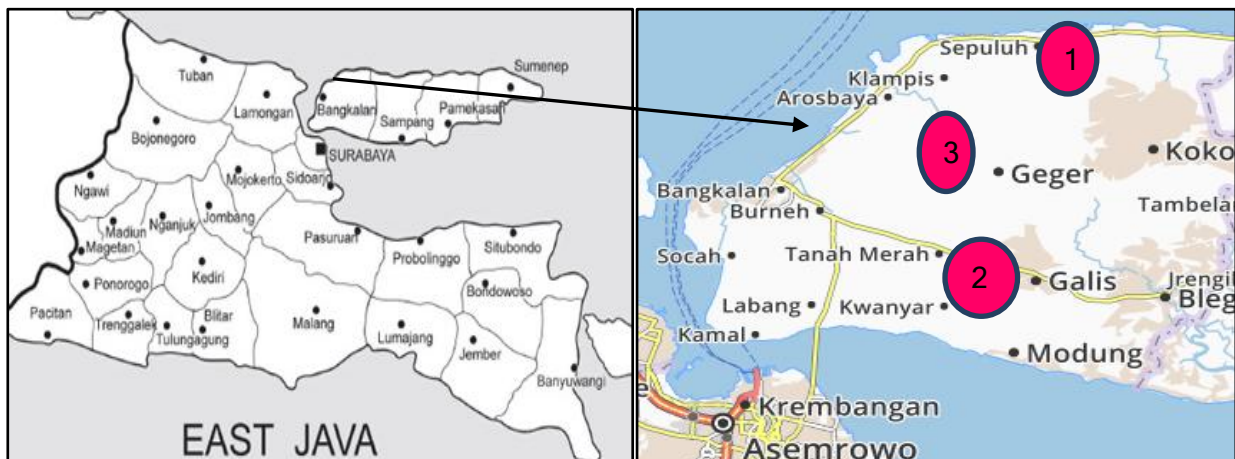 Tuban
Lamongan
Bojonegoro
Bangkalan
Sumenep
Pamekasan
Sampang
SURABAYA
Ngawi
Mojokerto
Sidoarjo
Jombang
Nganjuk
Madiun
Magetan
Pasuruan
Probolinggo
Situbondo
Ponorogo
Kediri
Bondowoso
Pacitan
Trenggalek
Blitar
Tulungagung
Malang
Lumajang
Jember
Banyuwangi
EAST JAVA
Sepuluh
1
Klampis
Arosbaya
3
Geger
Koko
Bangkalan
Burneh
Tambelan
Socah
Tanah Merah
2
Galis
Jrengi
Bleg
Labang
Kwanyar
Kamal
Modung
e
Krembangan
Asemrowo